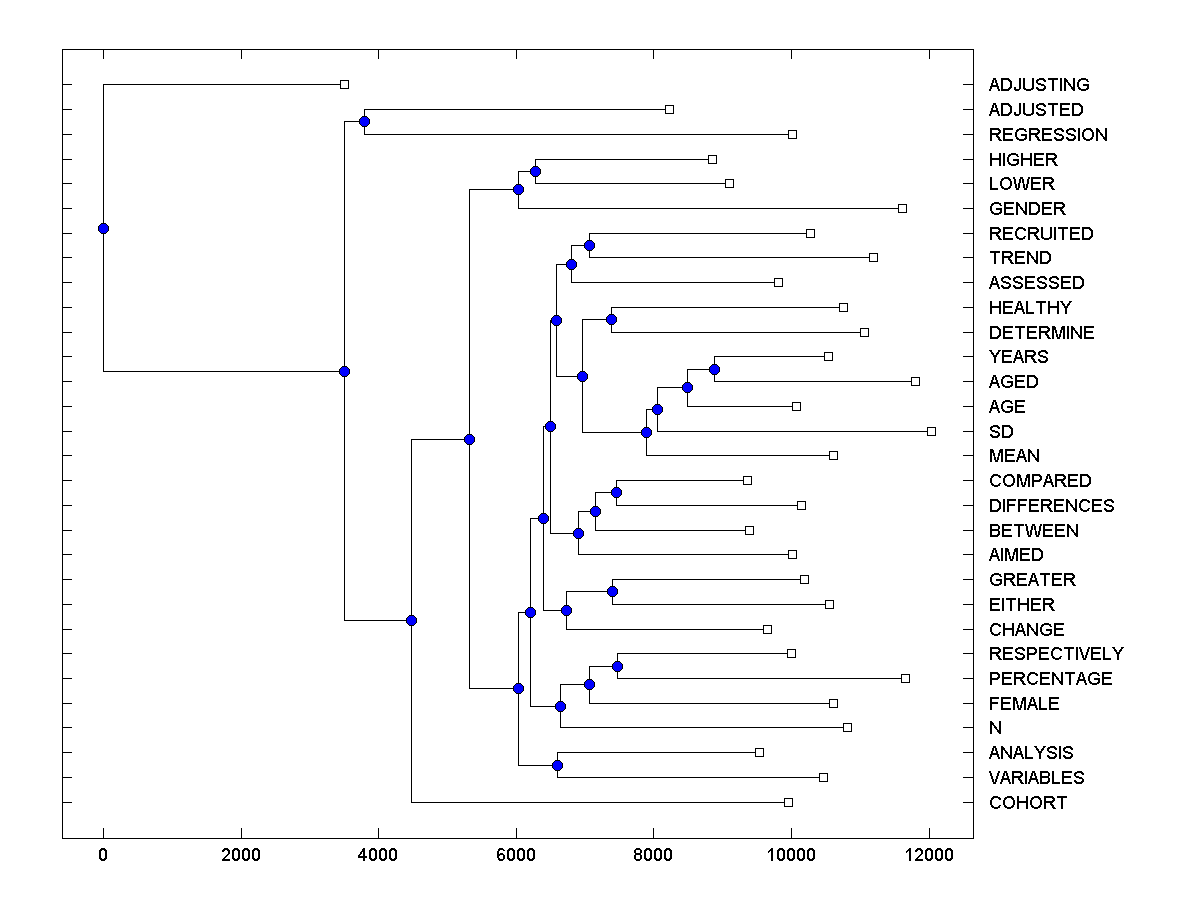 ADJUSTING
ADJUSTED
REGRESSION
HIGHER
LOWER
GENDER
RECRUITED
TREND
ASSESSED
HEALTHY
DETERMINE
YEARS
AGED
AGE
SD
MEAN
COMPARED
DIFFERENCES
BETWEEN
AIMED
GREATER
EITHER
CHANGE
RESPECTIVELY
PERCENTAGE
FEMALE
N
ANALYSIS
VARIABLES
COHORT
0 2000 4000 6000 8000 10000 12000